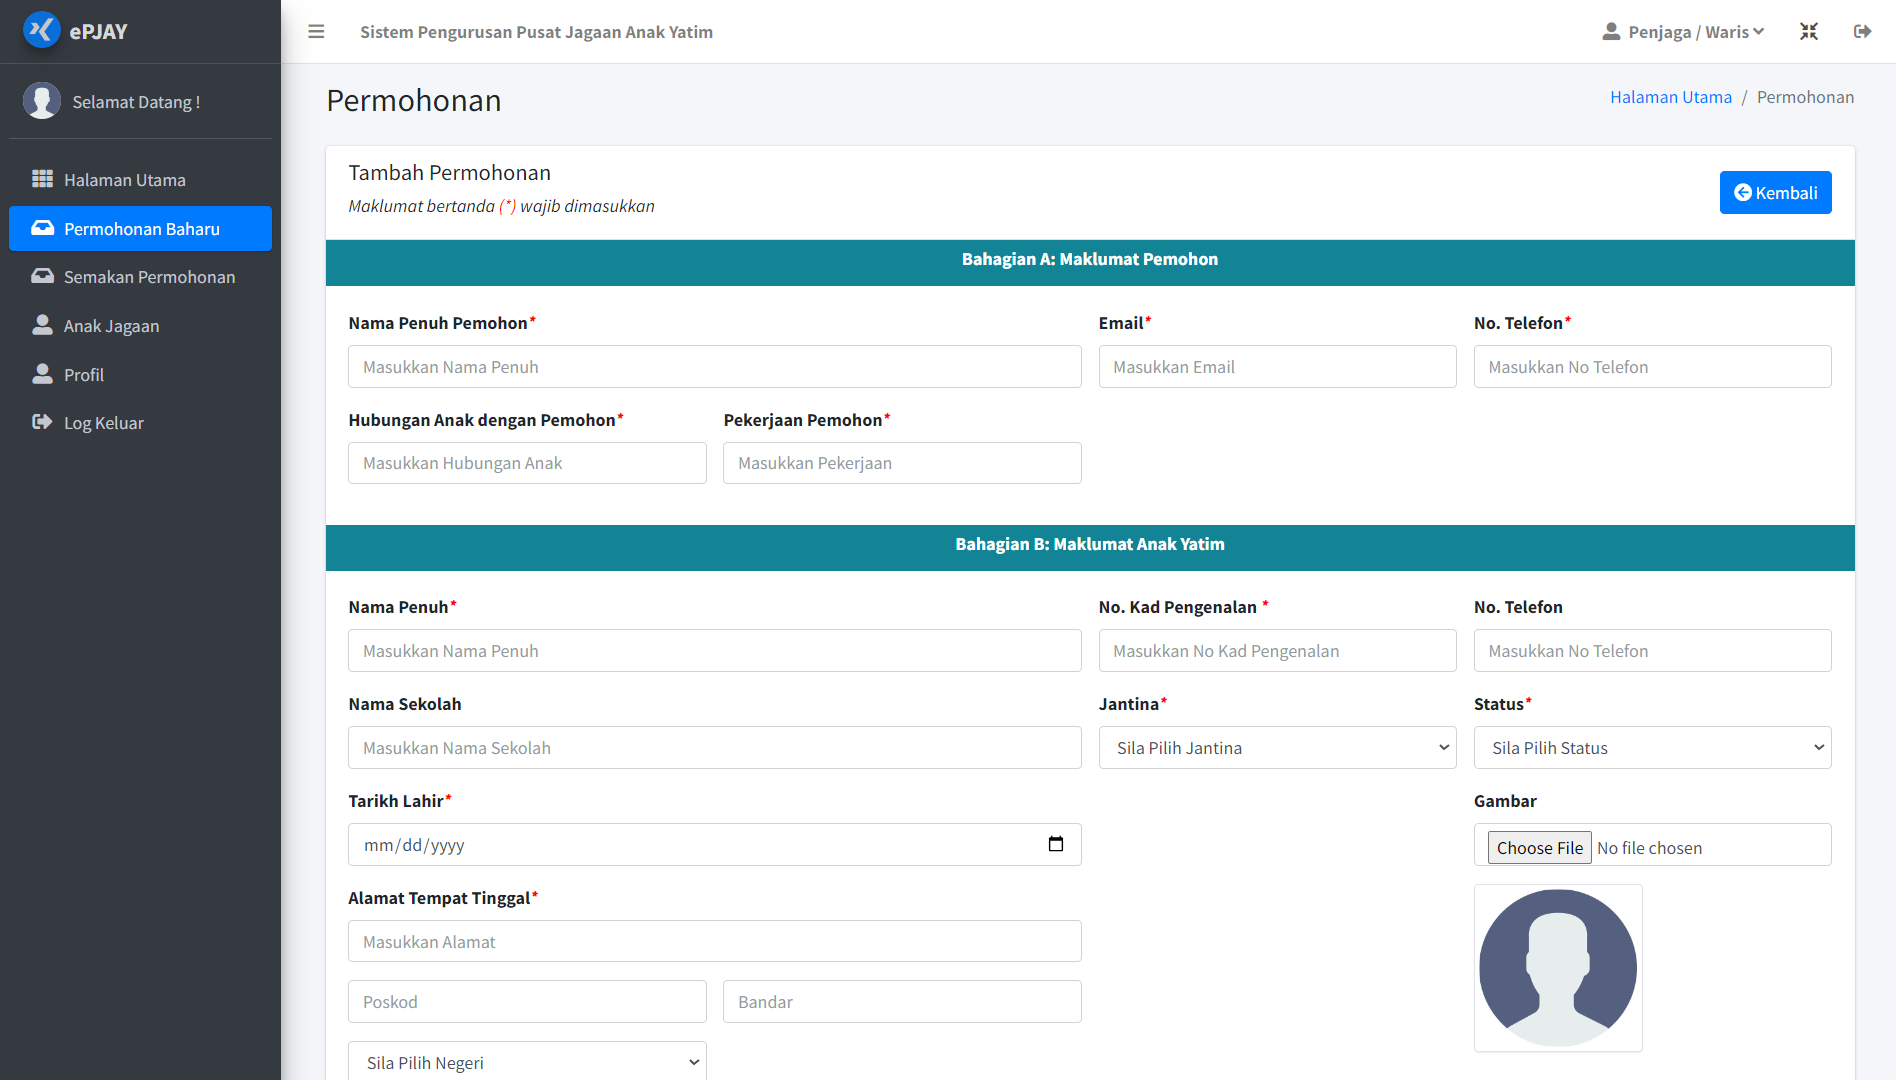 ePJAY
Sistem Pengurusan Pusat Jagaan Anak Yatim
Penjaga / Waris
Selamat Datang !
Halaman Utama
Permohonan Baharu
Semakan Permohonan
Anak Jagaan
Profil
Log Keluar
Permohonan
Halaman Utama / Permohonan
Tambah Permohonan
Maklumat bertanda (*) wajib dimasukkan
Kembali
Bahagian A: Maklumat Pemohon
Nama Penuh Pemohon* Email* No. Telefon*
Masukkan Nama Penuh Masukkan Email Masukkan No Telefon
Hubungan Anak dengan Pemohon* Pekerjaan Pemohon*
Masukkan Hubungan Anak Masukkan Pekerjaan
Bahagian B: Maklumat Anak Yatim
Nama Penuh* No. Kad Pengenalan * No. Telefon
Masukkan Nama Penuh Masukkan No Kad Pengenalan Masukkan No Telefon
Nama Sekolah Jantina* Status*
Masukkan Nama Sekolah Sila Pilih Jantina Sila Pilih Status
Tarikh Lahir* Gambar
mm/dd/yyyy Choose File No file chosen
Alamat Tempat Tinggal*
Masukkan Alamat
Poskod Bandar
Sila Pilih Negeri